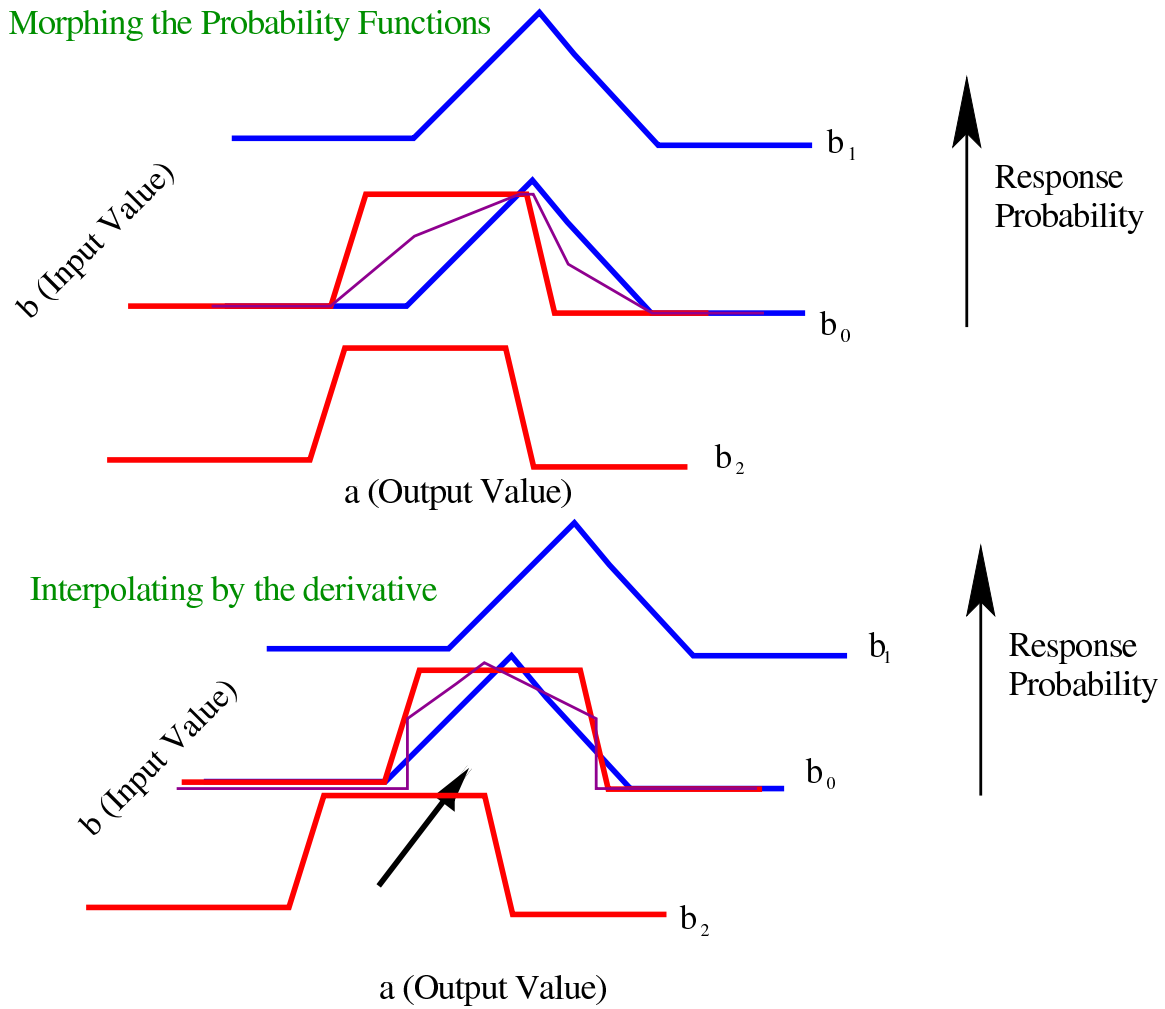 Morphing the Probability Functions
b 1
Response
Probability
b (Input Value)
b 0
b 2
a (Output Value)
Interpolating by the derivative
b 1
Response
Probability
b (Input Value)
b 0
b 2
a (Output Value)